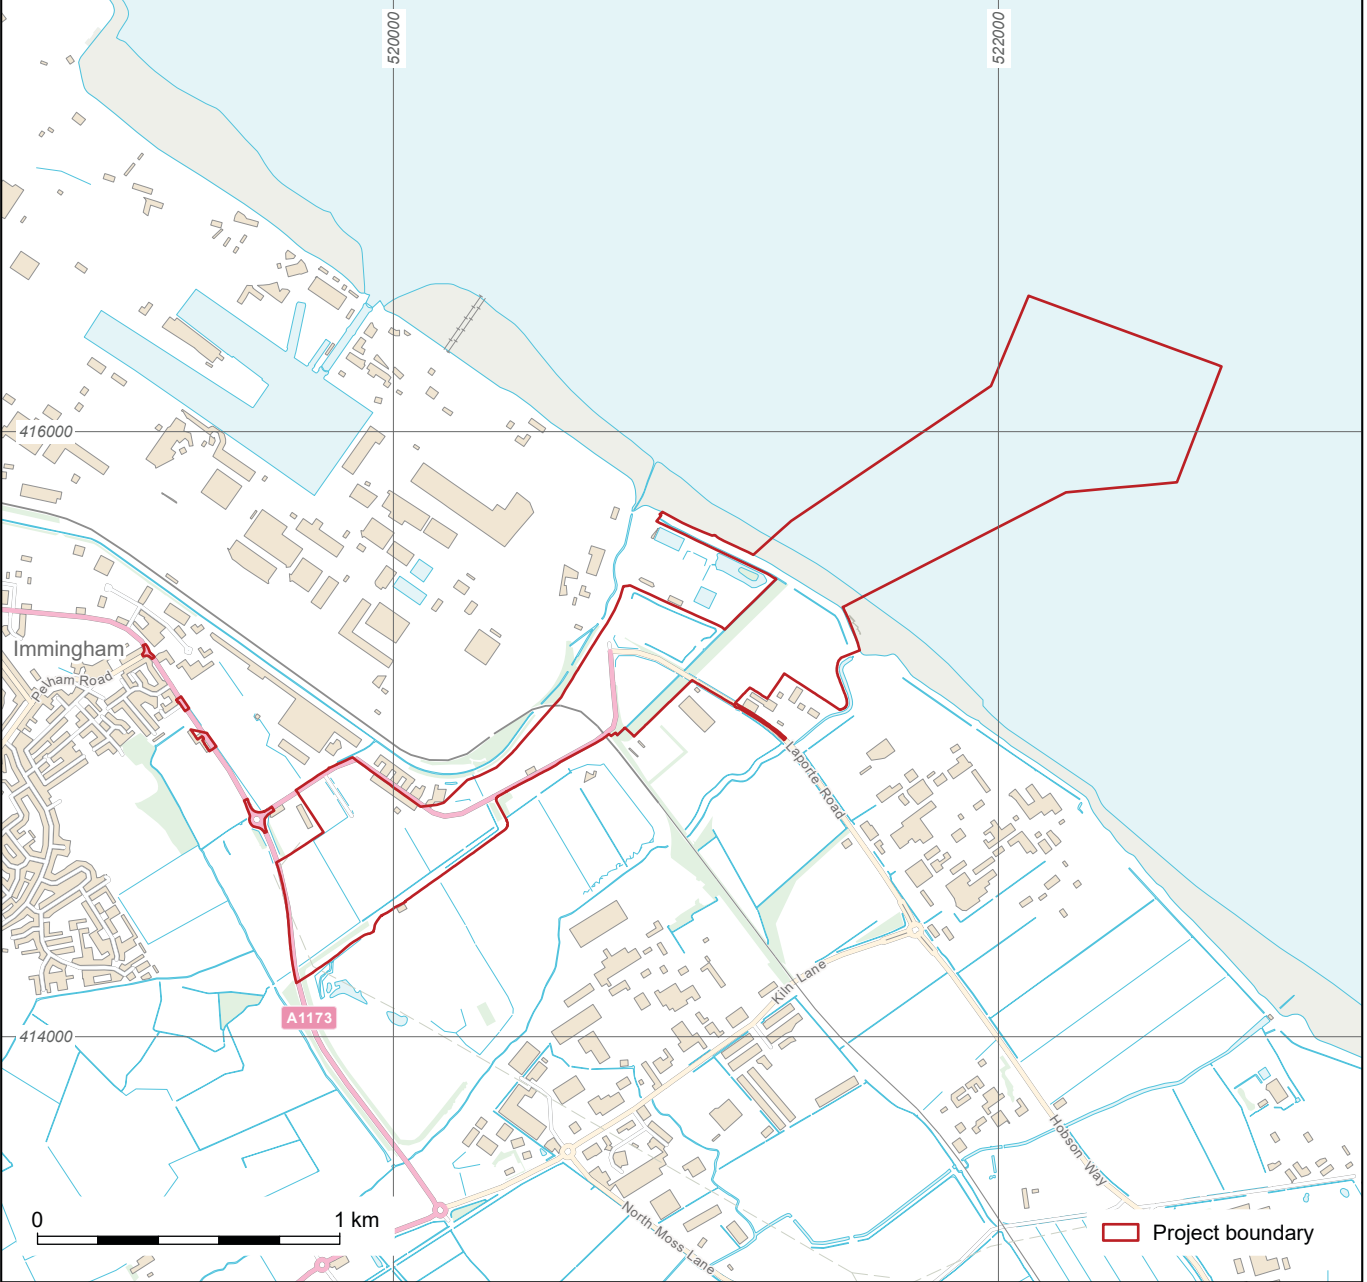 520000
522000
416000
Immingham
Pelham Road
Laporte Road
Kiln Lane
A1173
414000
Hobson Way
North Moss Lane
0
1 km
Project boundary